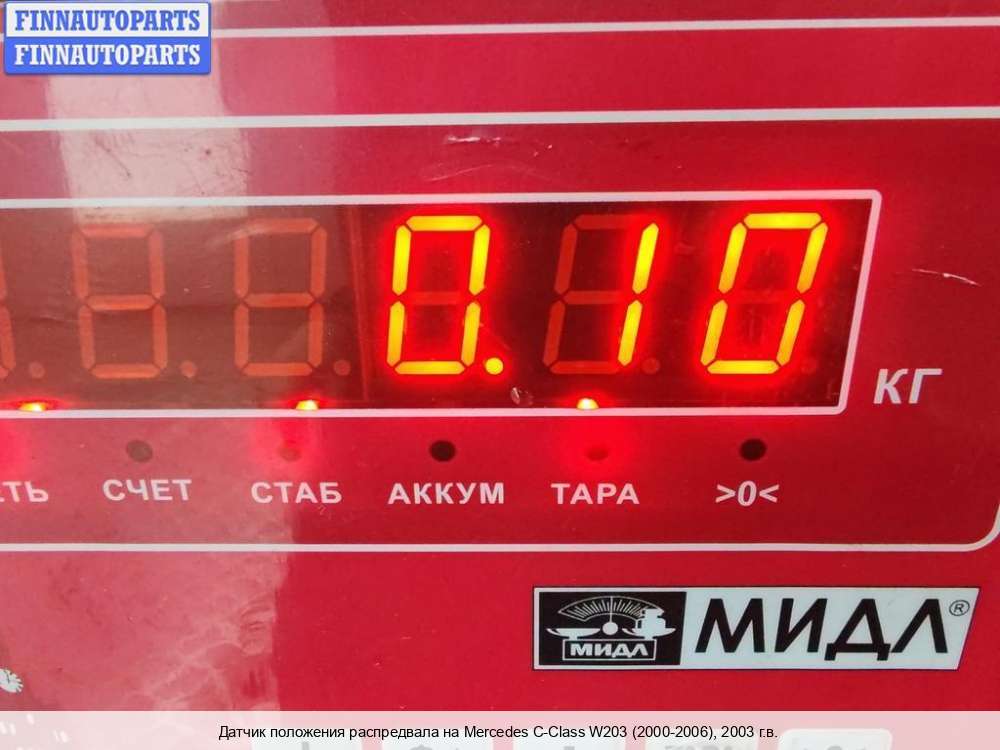 FINNAUTOPARTS
FINNAUTOPARTS
0.10
КГ
СЧЕТ СТАБ АККУМ ТАРА >0<
МИДЛ МИДЛ®
Датчик положения распредвала на Mercedes C-Class W203 (2000-2006), 2003 г.в.